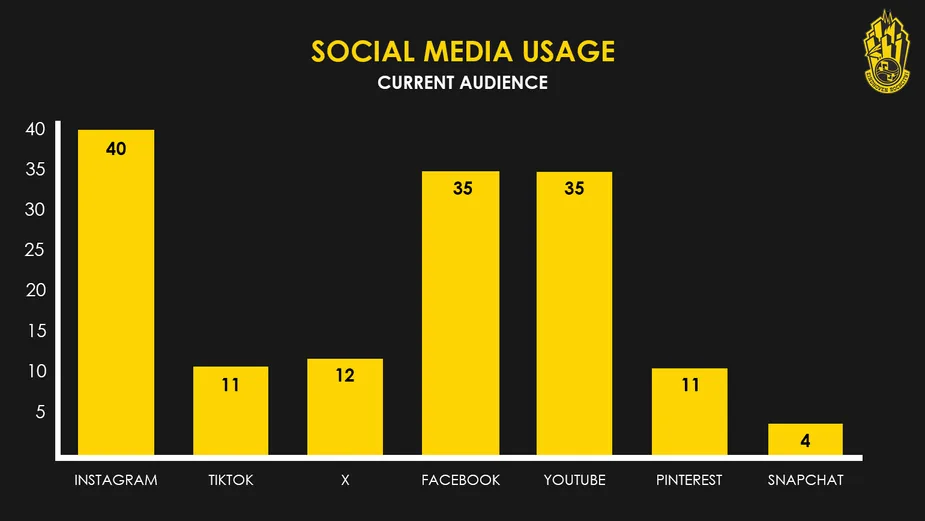 SOCIAL MEDIA USAGE
CURRENT AUDIENCE
40
35
30
25
20
15
10
5
40
11
12
35
35
11
4
INSTAGRAM
TIKTOK
X
FACEBOOK
YOUTUBE
PINTEREST
SNAPCHAT